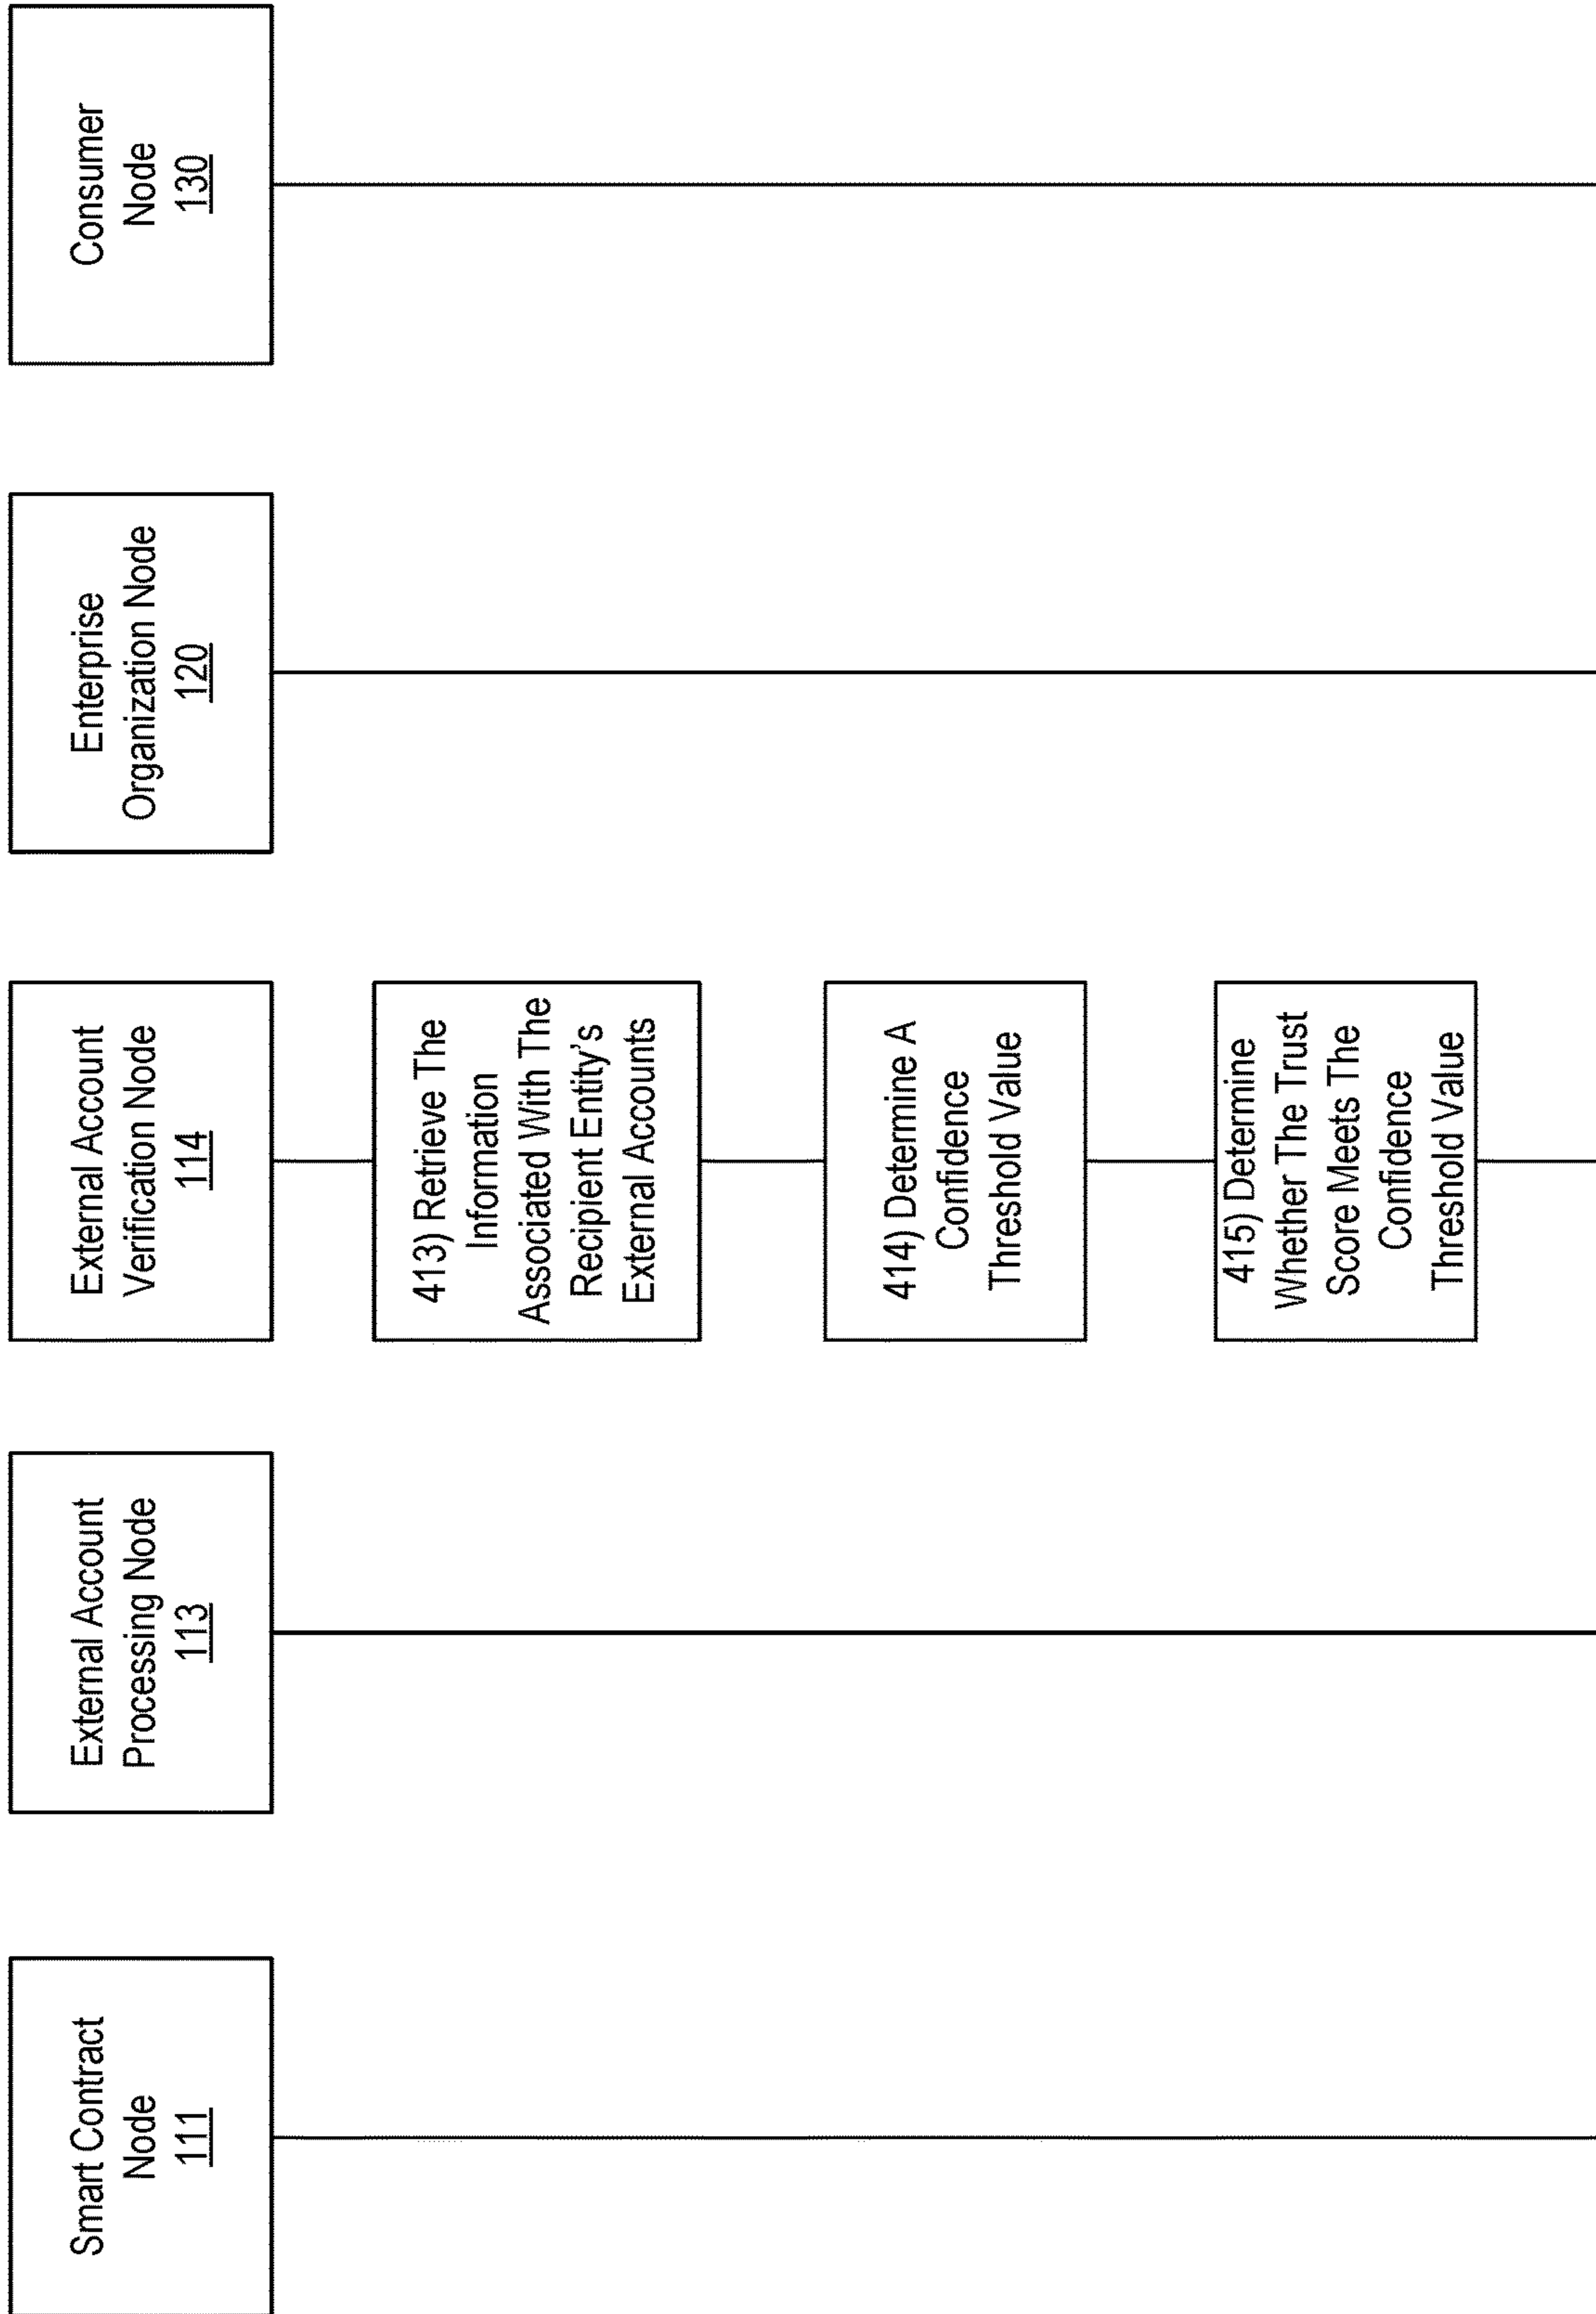 Smart Contract
Node
111
External Account
Processing Node
113
External Account
Verification Node
114
Enterprise
Organization Node
120
Consumer
Node
130
413) Retrieve The
Information
Associated With The
Recipient Entity's
External Accounts
414) Determine A
Confidence
Threshold Value
415) Determine
Whether The Trust
Score Meets The
Confidence
Threshold Value